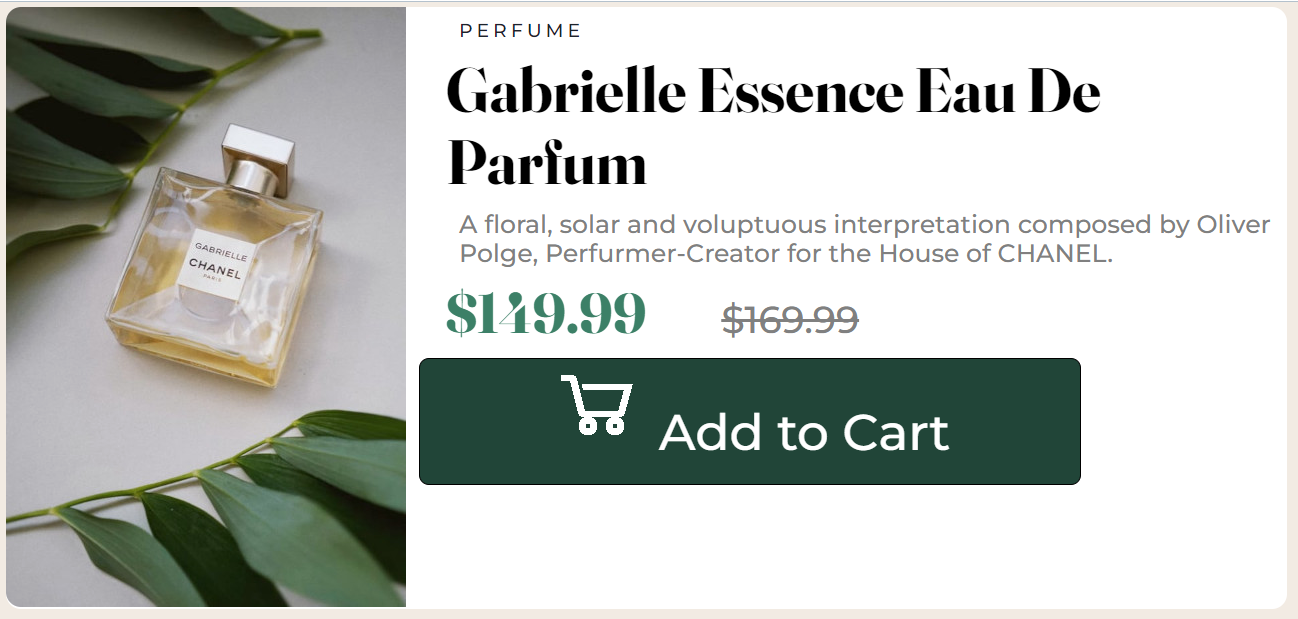 PERFUME
Gabrielle Essence Eau De
Parfum
A floral, solar and voluptuous interpretation composed by Oliver
Polge, Perfurmer-Creator for the House of CHANEL.
$149.99 $169.99
Add to Cart
GABRIELLE
CHANEL
PARIS